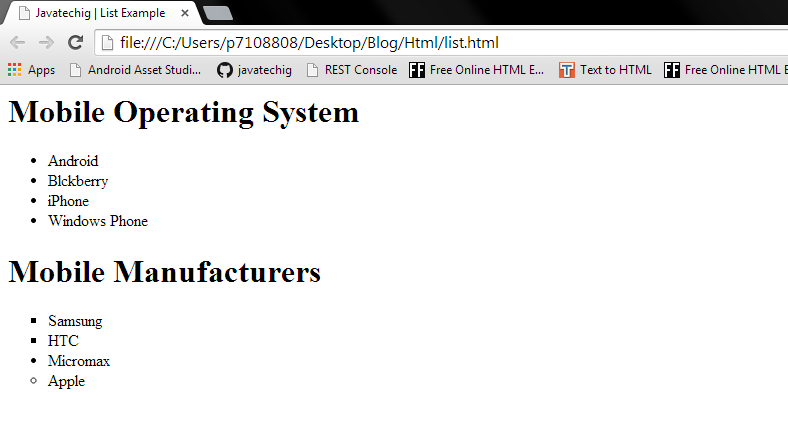 Javatechig | List Example
file:///C:/Users/p7108808/Desktop/Blog/Html/list.html
Apps Android Asset Studi... javatechig REST Console Free Online HTML E... Text to HTML Free Online HTML E
Mobile Operating System
Android
Blckberry
iPhone
Windows Phone
Mobile Manufacturers
Samsung
HTC
Micromax
Apple